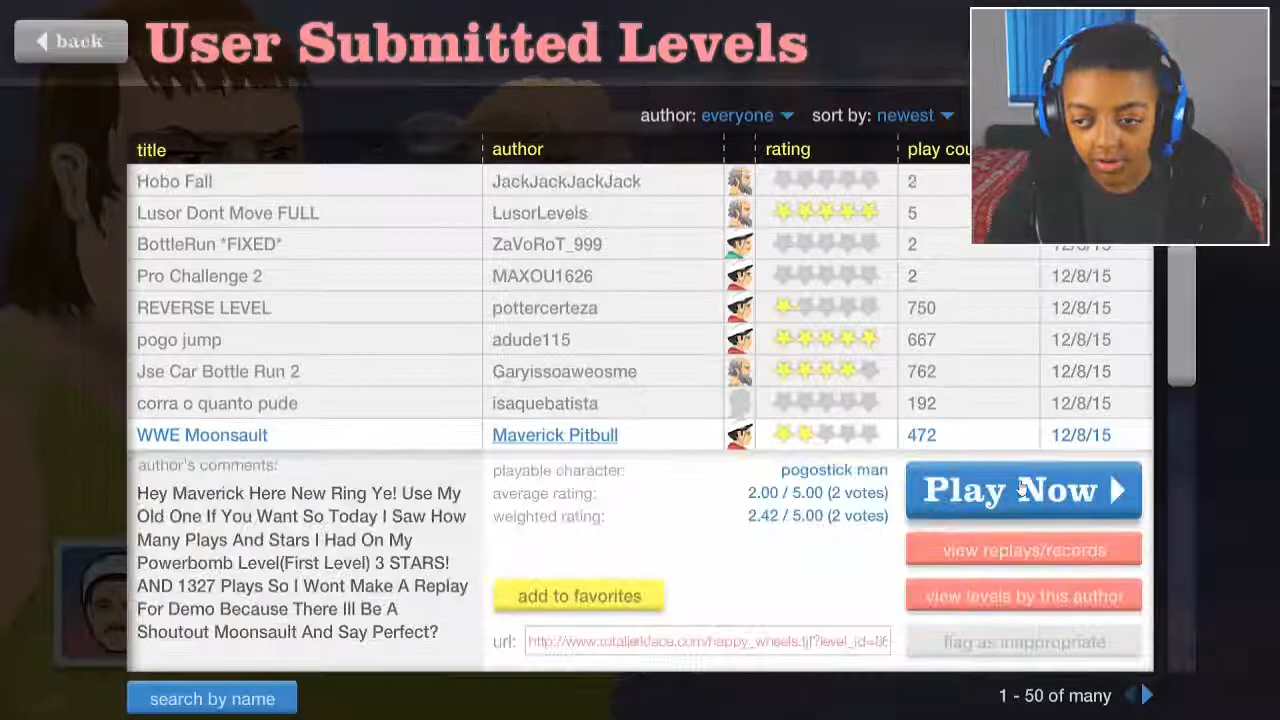 back
User Submitted Levels
author: everyone sort by: newest
title author rating play cou
Hobo Fall JackJackJackJack 2
Lusor Dont Move FULL LusorLevels 5
BottleRun *FIXED* ZaVoRoT_999 2 12/8/15
Pro Challenge 2 MAXOU1626 2 12/8/15
REVERSE LEVEL pottercerteza 750 12/8/15
pogo jump adude115 667 12/8/15
Jse Car Bottle Run 2 Garyissoaweosme 762 12/8/15
corra o quanto pude isaquebatista 192 12/8/15
WWE Moonsault Maverick Pitbull 472 12/8/15
author's comments:
Hey Maverick Here New Ring Ye! Use My
Old One If You Want So Today I Saw How
Many Plays And Stars I Had On My
Powerbomb Level(First Level) 3 STARS!
AND 1327 Plays So I Wont Make A Replay
For Demo Because There Ill Be A
Shoutout Moonsault And Say Perfect?
playable character: pogostick man
average rating: 2.00 / 5.00 (2 votes)
weighted rating: 2.42 / 5.00 (2 votes)
add to favorites
url:
Play Now
view replays/records
view levels by this author
flag as inappropriate
search by name
1 - 50 of many